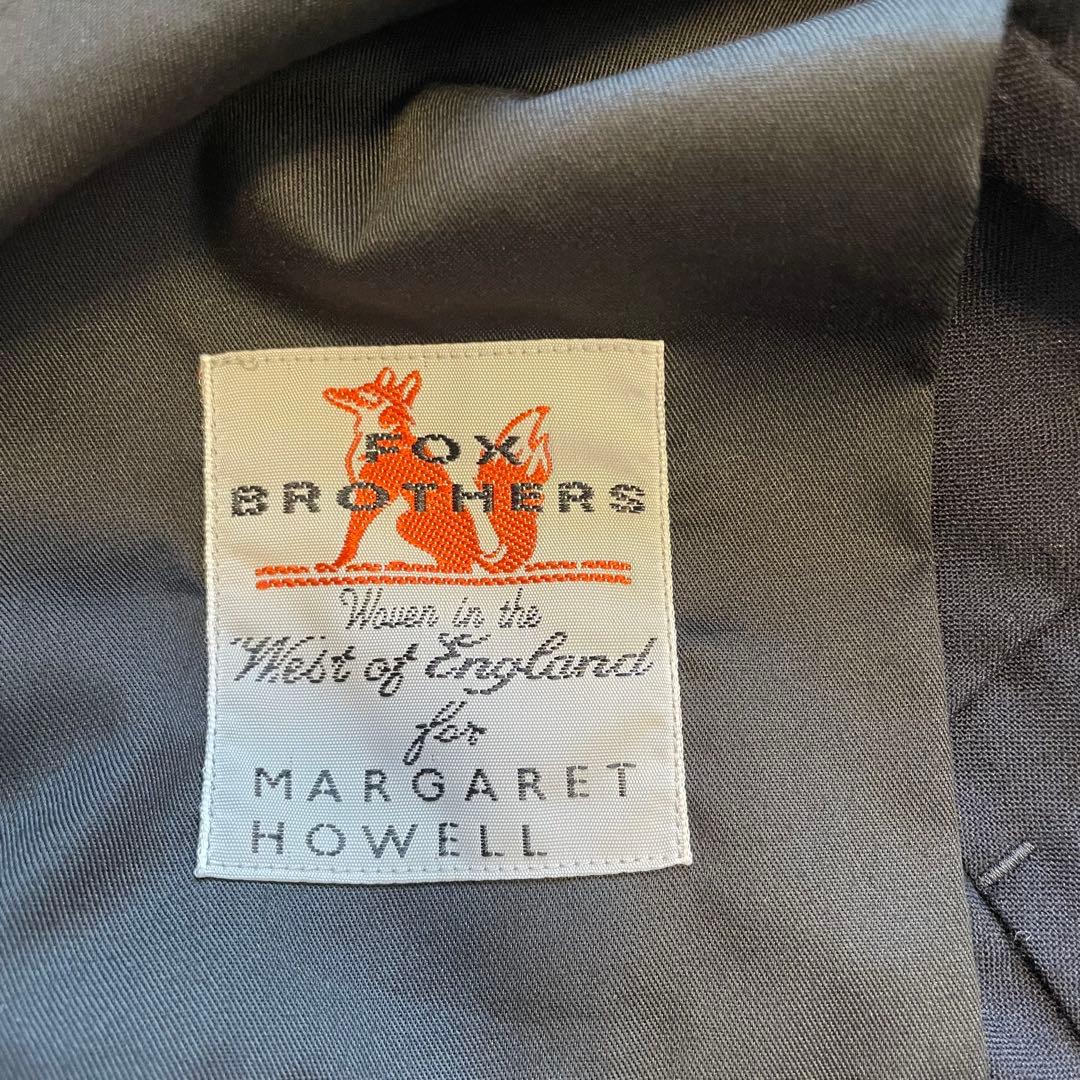 FOX
BROTHERS
Woven in the
West of England
for
MARGARET
HOWELL